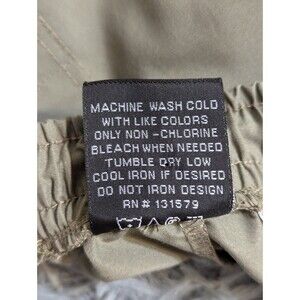 MACHINE WASH COLD
WITH LIKE COLORS
ONLY NON-CHLORINE
BLEACH WHEN NEEDED
TUMBLE DRY LOW
COOL IRON IF DESIRED
DO NOT IRON DESIGN
RN# 131579